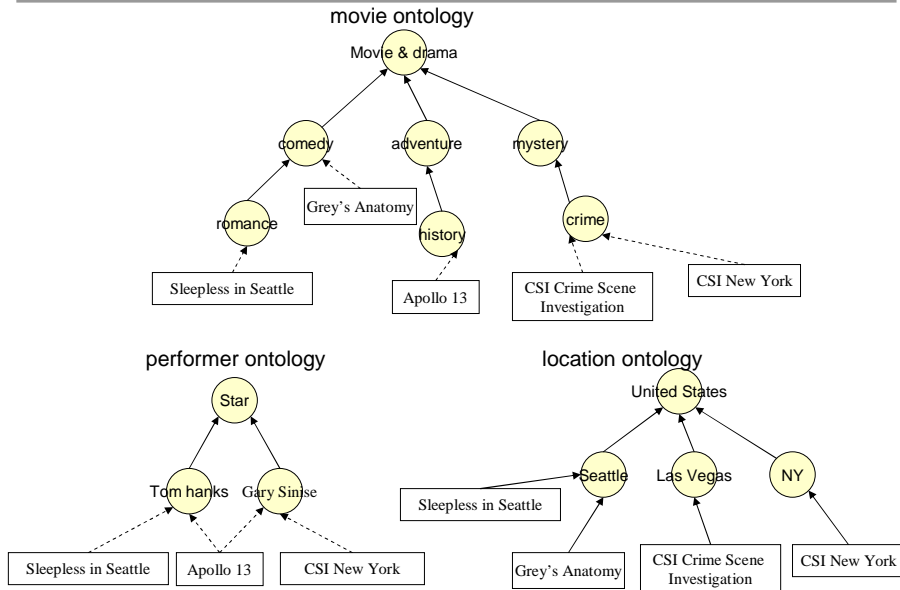 movie ontology
Movie & drama
comedy
adventure
mystery
Grey's Anatomy
romance
history
crime
Sleepless in Seattle
Apollo 13
CSI Crime Scene
Investigation
CSI New York
performer ontology
Star
Tom hanks
Gary Sinise
Sleepless in Seattle
Apollo 13
CSI New York
location ontology
United States
Seattle
Las Vegas
NY
Sleepless in Seattle
Grey's Anatomy
CSI Crime Scene
Investigation
CSI New York